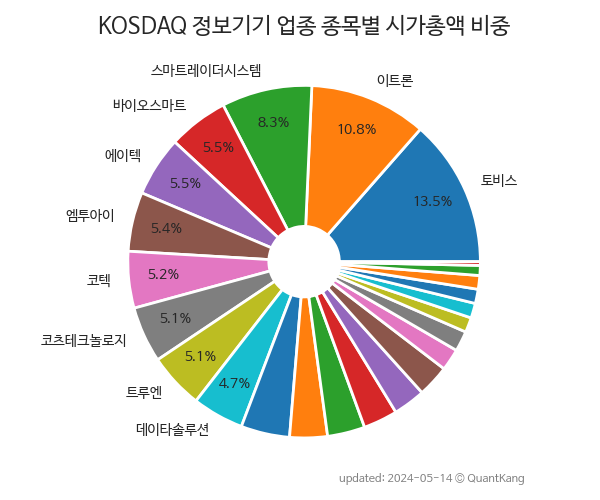 KOSDAQ 정보기기 업종 종목별 시가총액 비중
토비스
13.5%
이트론
10.8%
스마트레이더시스템
8.3%
바이오스마트
5.5%
에이텍
5.5%
엠투아이
5.4%
코텍
5.2%
코츠테크놀로지
5.1%
트루엔
5.1%
데이타솔루션
4.7%
updated: 2024-05-14 © QuantKang